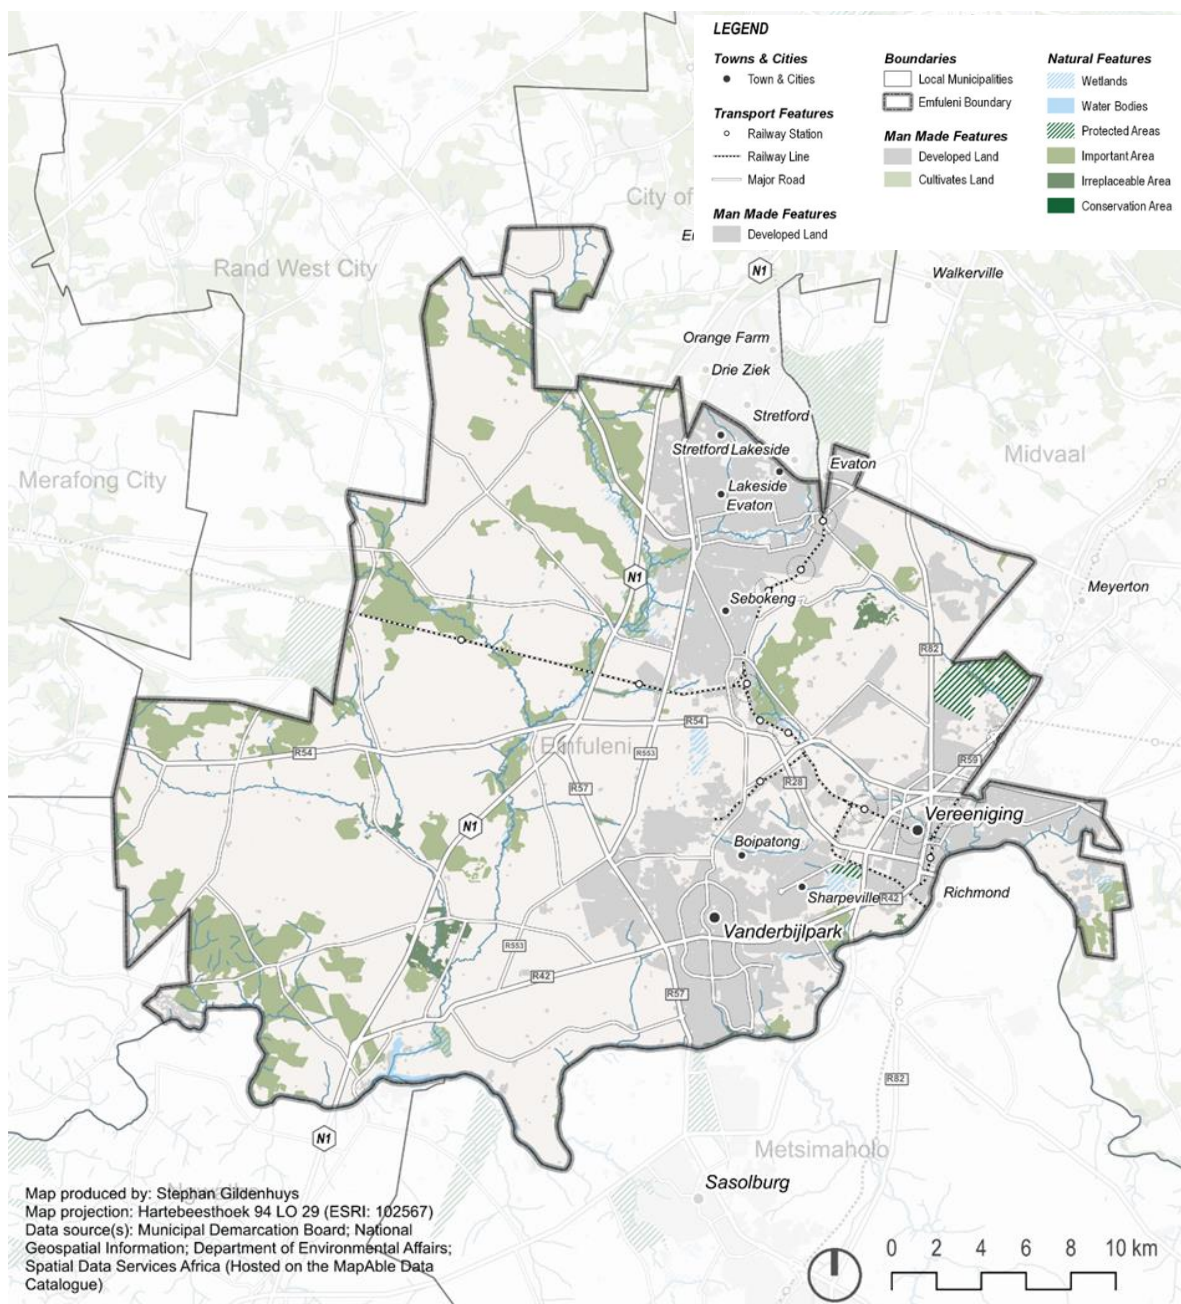 LEGEND
Towns & Cities
Town & Cities
Transport Features
Railway Station
Railway Line
Major Road
Man Made Features
Developed Land
Boundaries
Local Municipalities
Emfuleni Boundary
Man Made Features
Developed Land
Cultivates Land
Natural Features
Wetlands
Water Bodies
Protected Areas
Important Area
Irreplaceable Area
Conservation Area
City of
Rand West City
N1
Walkerville
Orange Farm
Drie Ziek
Stretford
Stretford Lakeside
Midvaal
Evaton
Merafong City
Lakeside
Evaton
N1
Meyerton
Sebokeng
R82
R54
Emfuleni
R54
R553
R59
R57
R28
N1
Vereeniging
Boipatong
Sharpeville
R42
Richmond
Vanderbijlpark
R553
R42
R57
R82
N1
Metsimaholo
Sasolburg
Map produced by: Stephan Gildenhuys
Map projection: Hartebeesthoek 94 LO 29 (ESRI: 102567)
Data source(s): Municipal Demarcation Board; National
Geospatial Information; Department of Environmental Affairs;
Spatial Data Services Africa (Hosted on the MapAble Data
Catalogue)
0 2 4 6 8 10 km